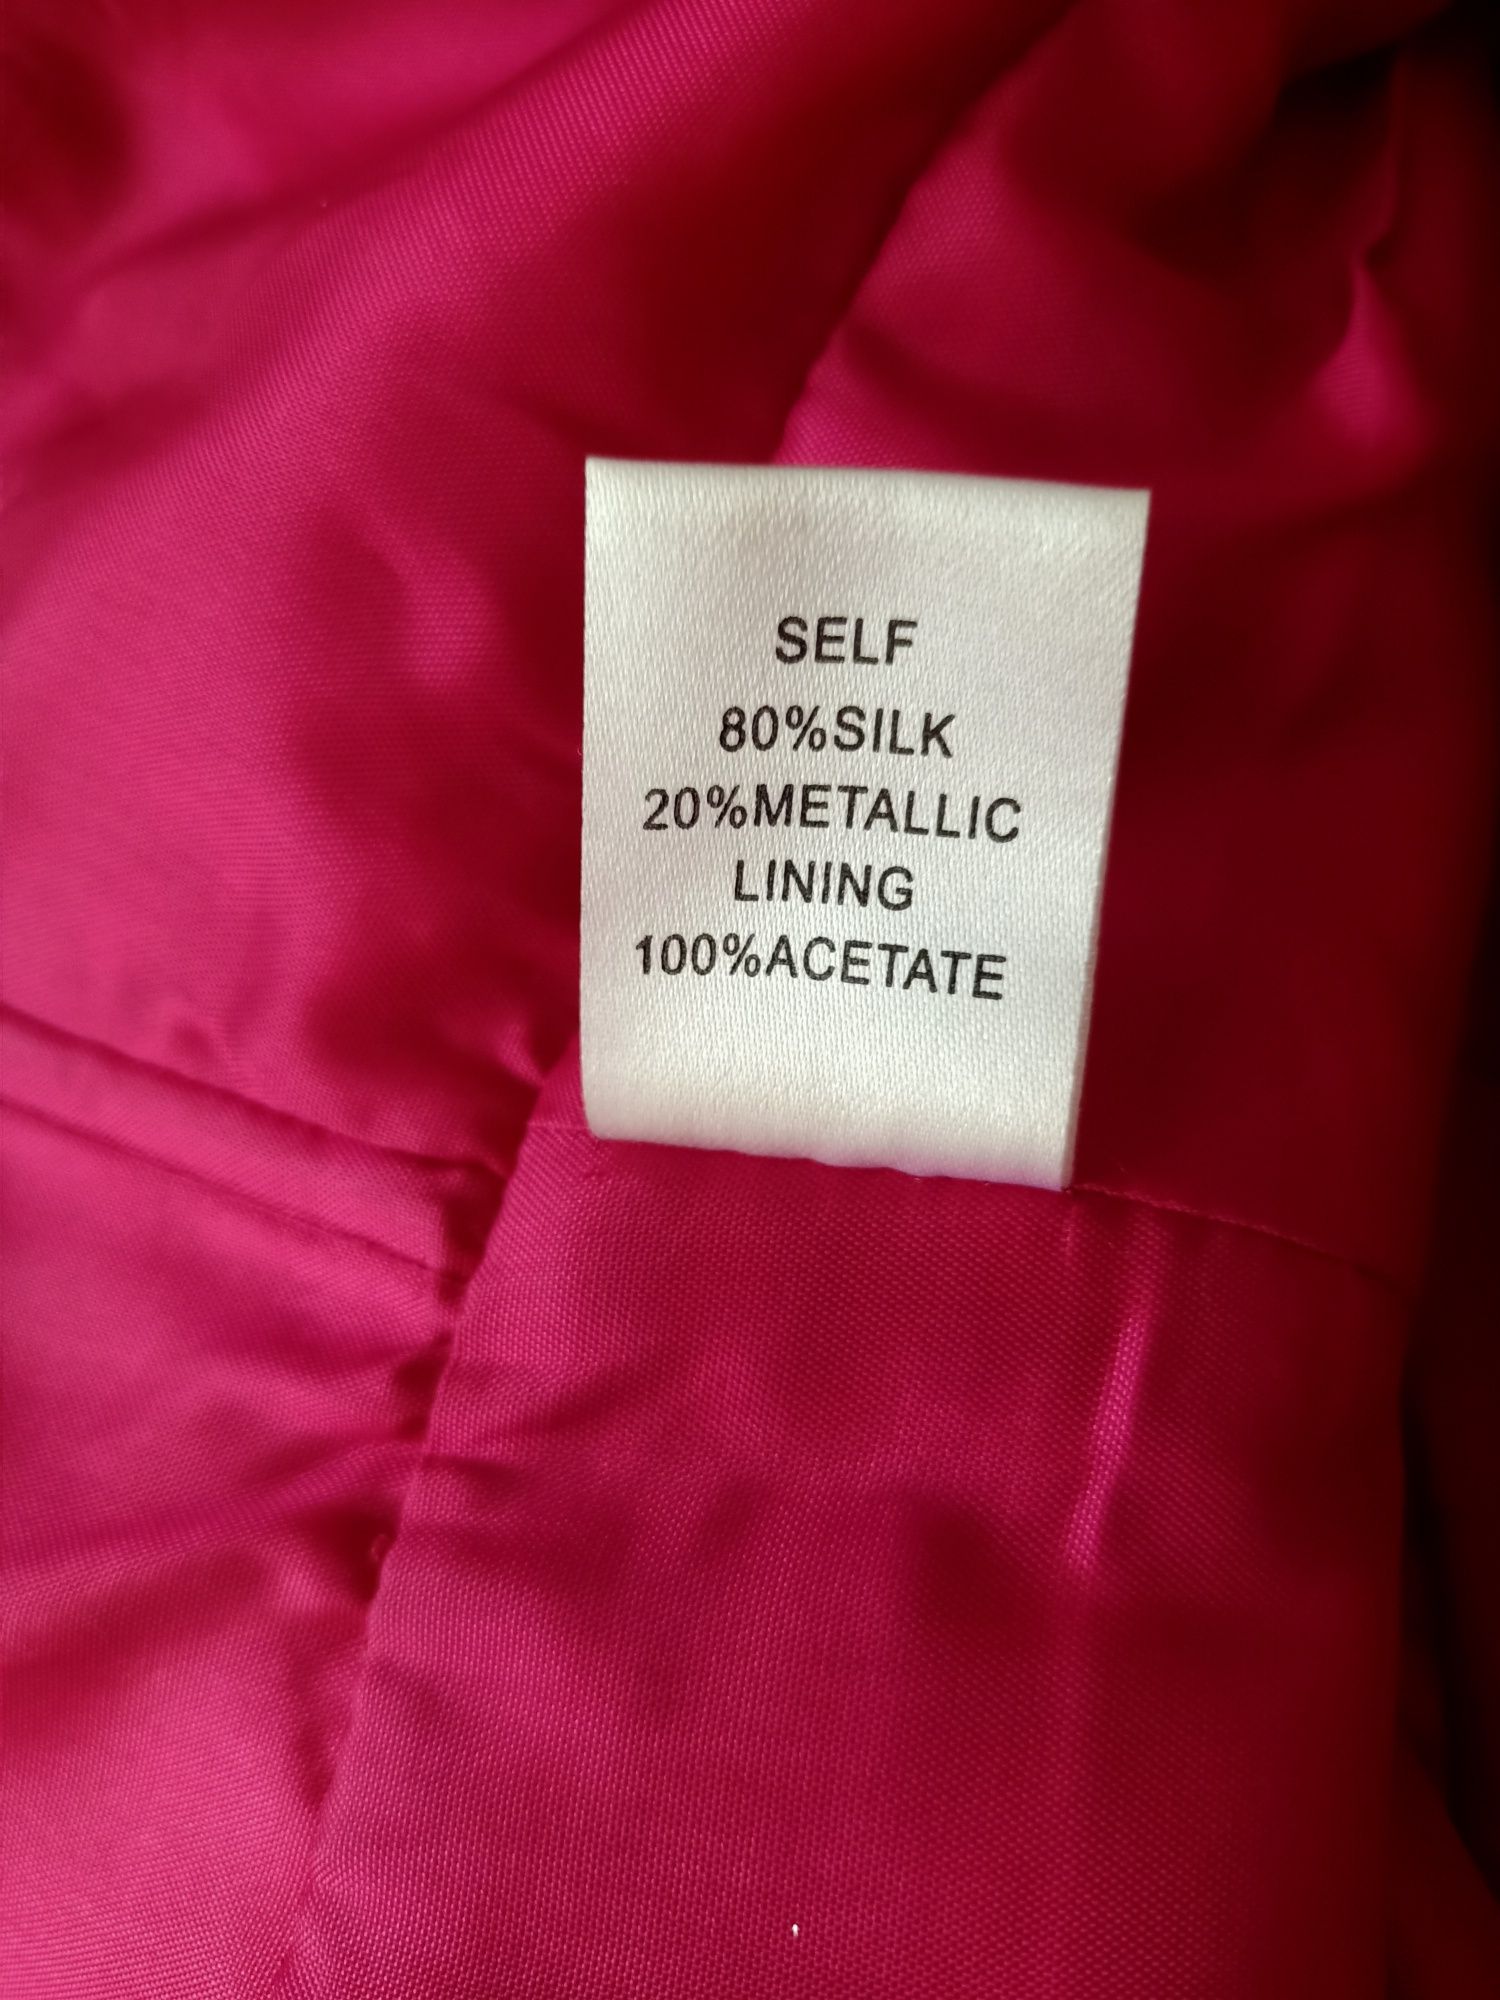 SELF
80%SILK
20%METALLIC
LINING
100%ACETATE